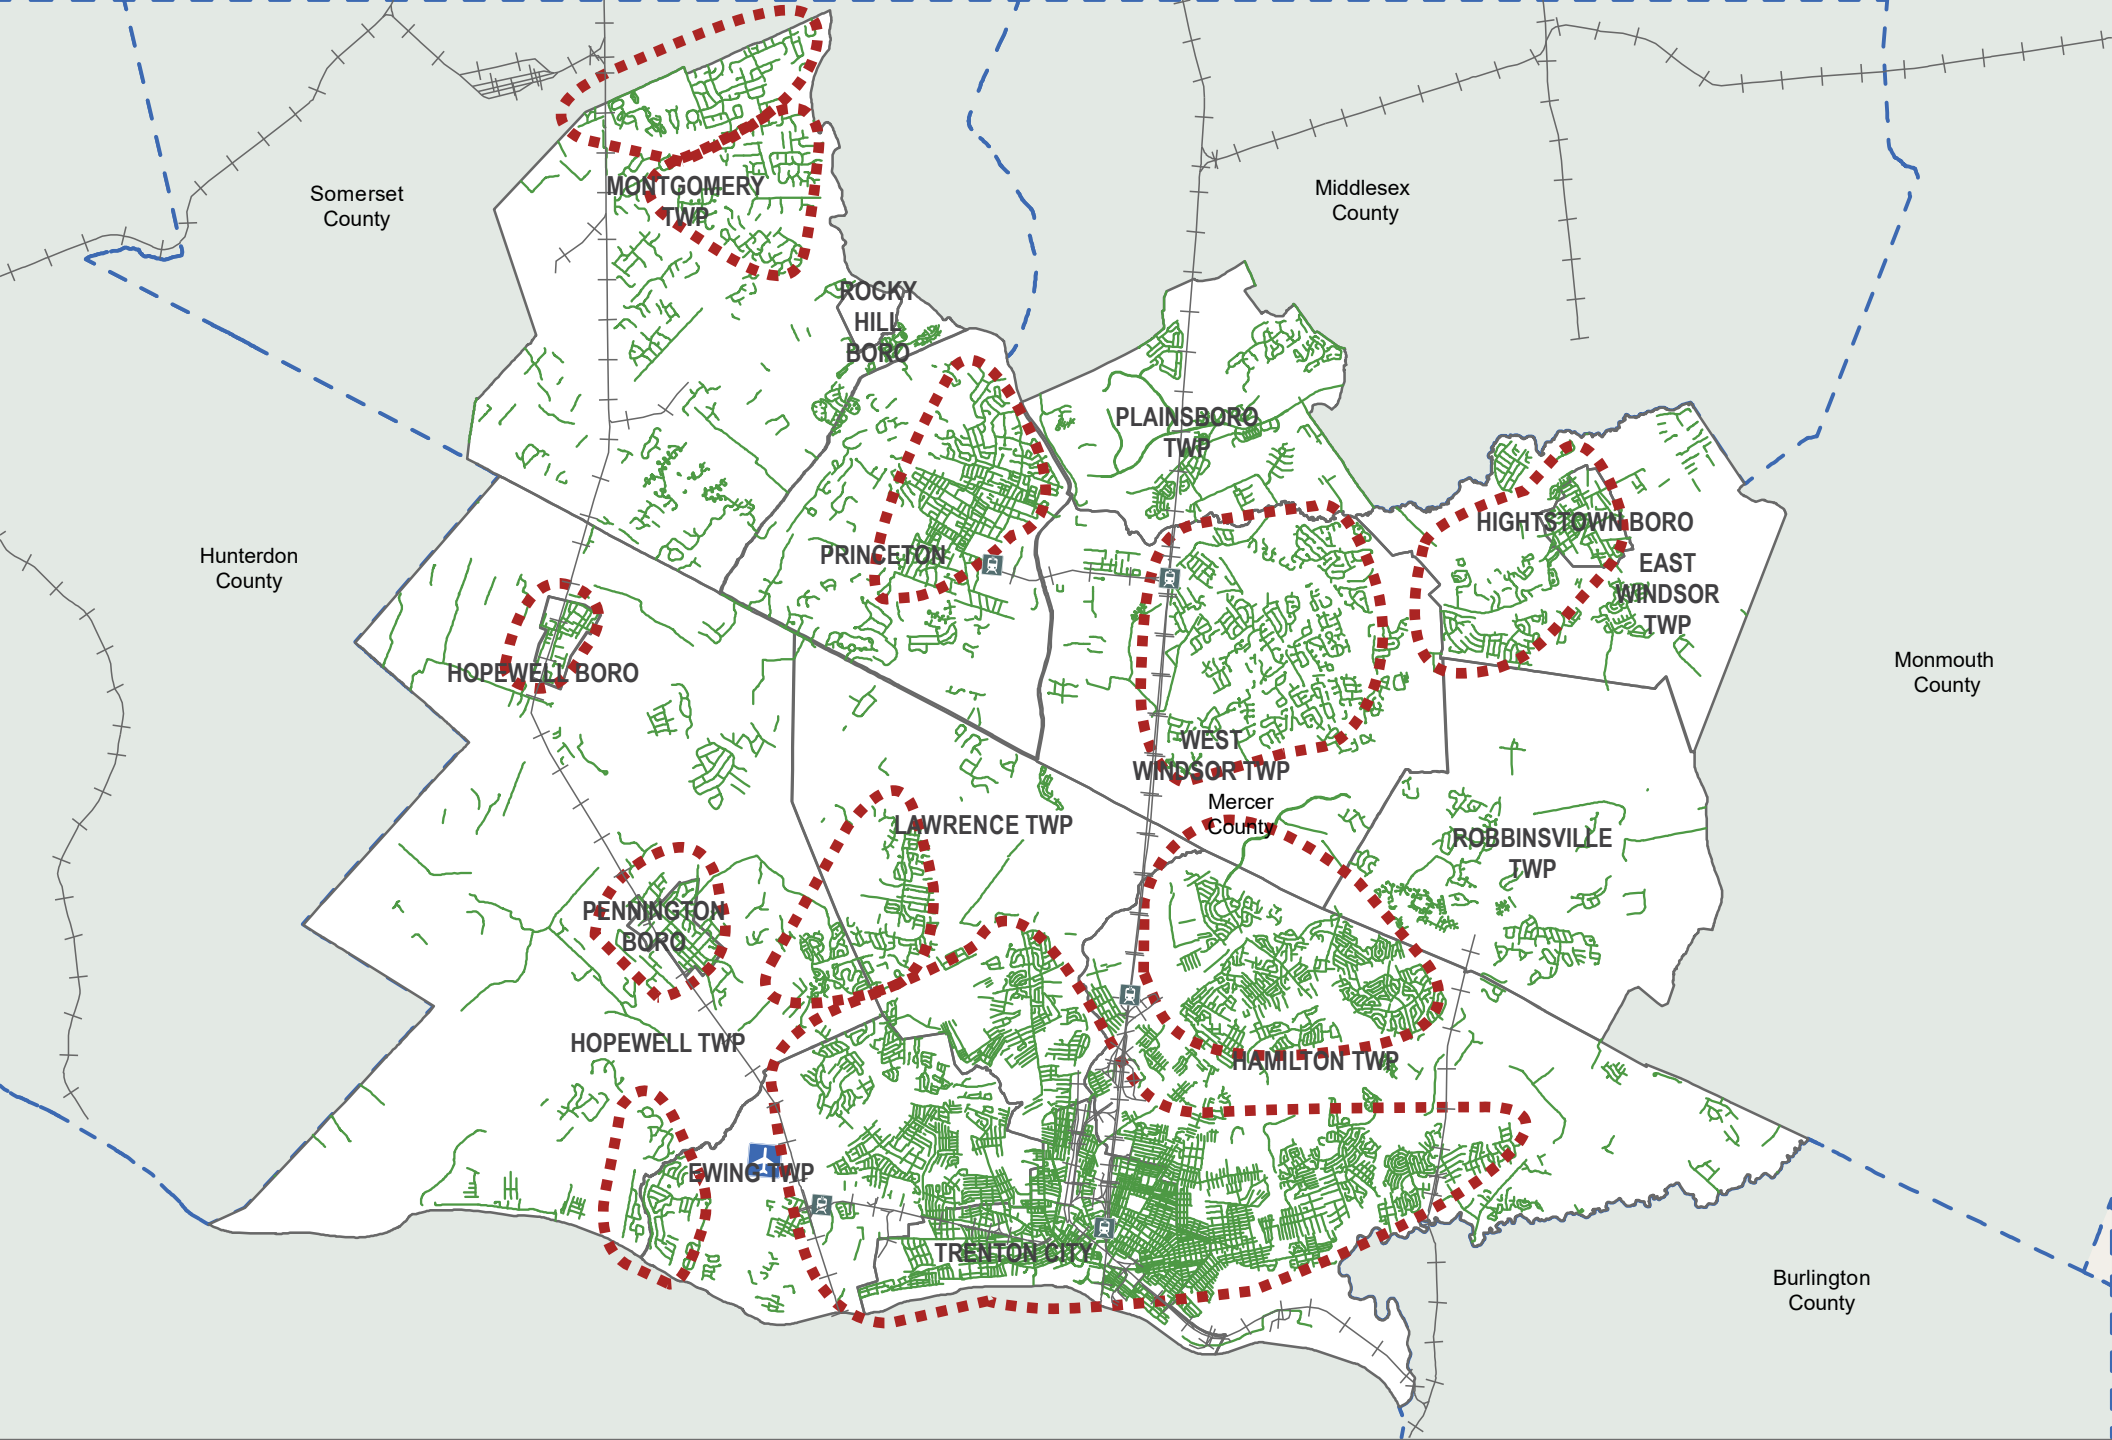 MONTGOMERY
TWP
Somerset
County
Middlesex
County
ROCKY
HILL
BORO
PLAINSBORO
TWP
HIGHTSTOWN BORO
PRINCETON
Hunterdon
County
EAST
WINDSOR
TWP
HOPEWELL BORO
Monmouth
County
WEST
WINDSOR TWP
Mercer
County
LAWRENCE TWP
ROBBINSVILLE
TWP
PENNINGTON
BORO
HOPEWELL TWP
HAMILTON TWP
EWING TWP
TRENTON CITY
Burlington
County